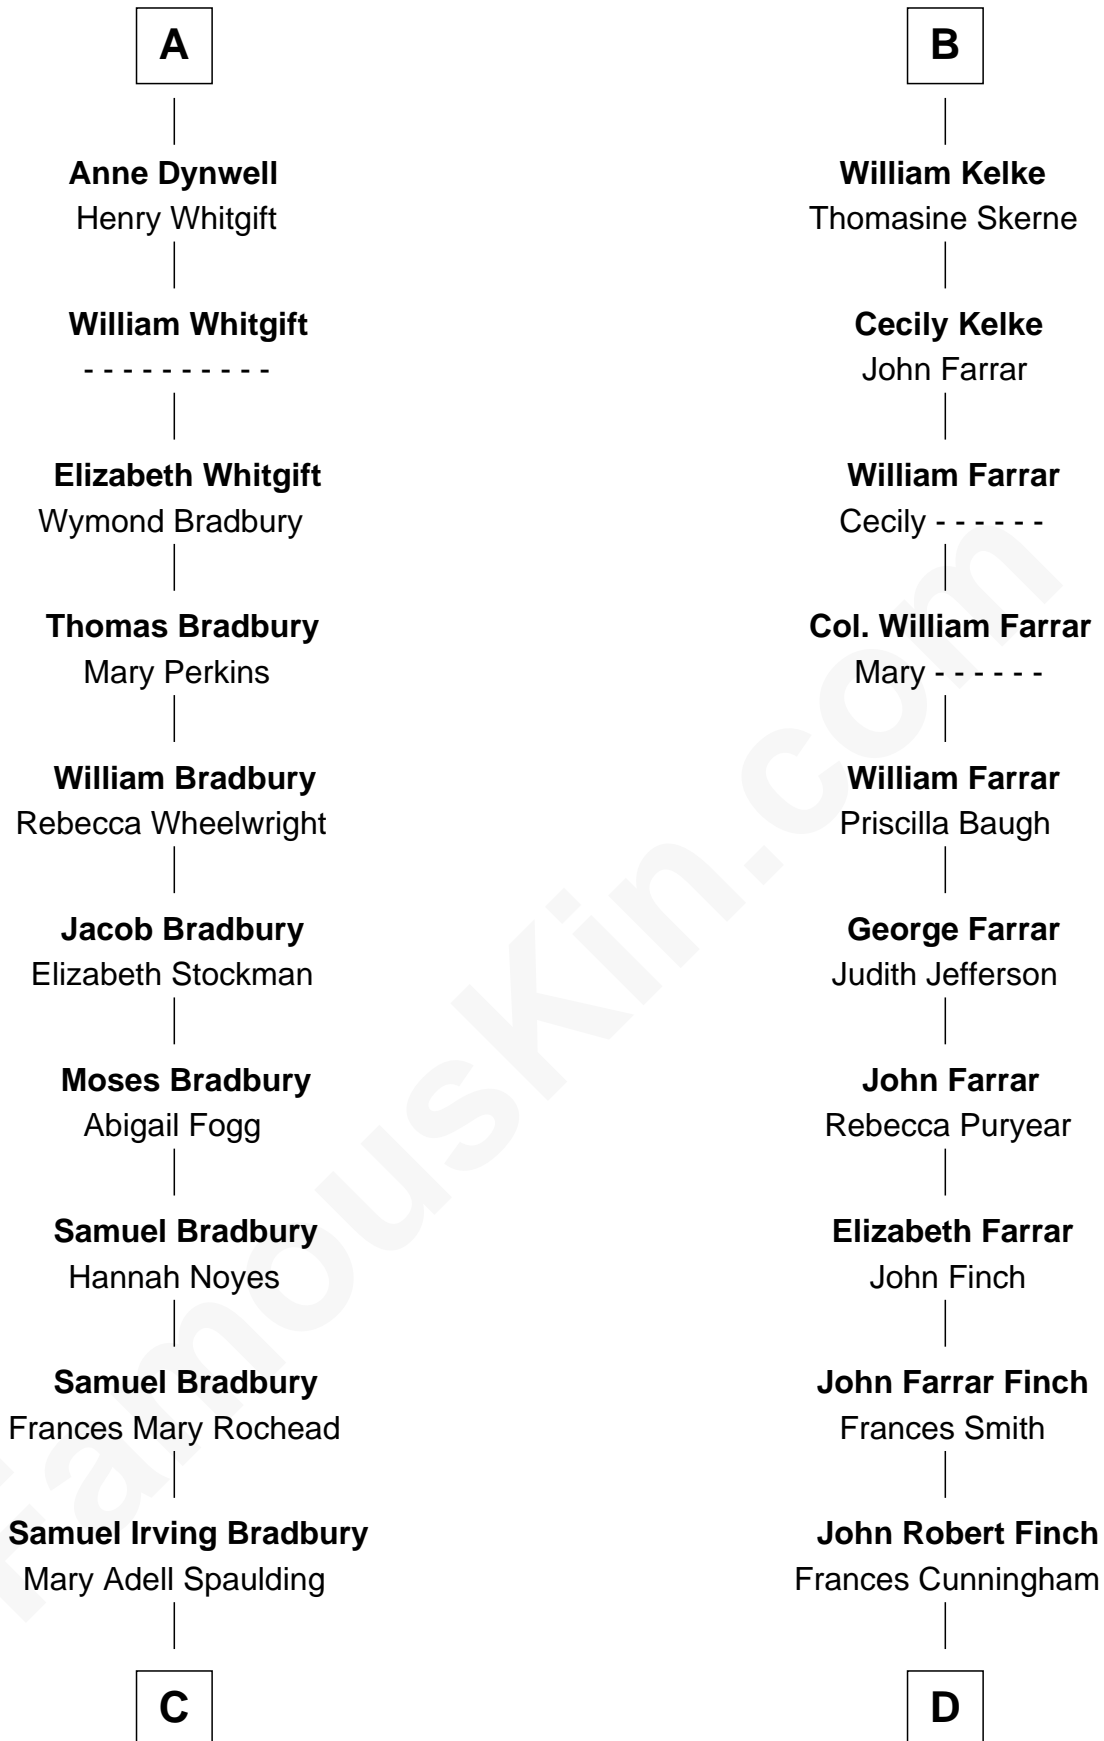 A
Anne Dynwell
Henry Whitgift
William Whitgift
- - - - - - - - - -
Elizabeth Whitgift
Wymond Bradbury
Thomas Bradbury
Mary Perkins
William Bradbury
Rebecca Wheelwright
Jacob Bradbury
Elizabeth Stockman
Moses Bradbury
Abigail Fogg
Samuel Bradbury
Hannah Noyes
Samuel Bradbury
Frances Mary Rochead
Samuel Irving Bradbury
Mary Adell Spaulding
C
B
William Kelke
Thomasine Skerne
Cecily Kelke
John Farrar
William Farrar
Cecily - - - - - -
Col. William Farrar
Mary - - - - - -
William Farrar
Priscilla Baugh
George Farrar
Judith Jefferson
John Farrar
Rebecca Puryear
Elizabeth Farrar
John Finch
John Farrar Finch
Frances Smith
John Robert Finch
Frances Cunningham
D
FamousKin.com